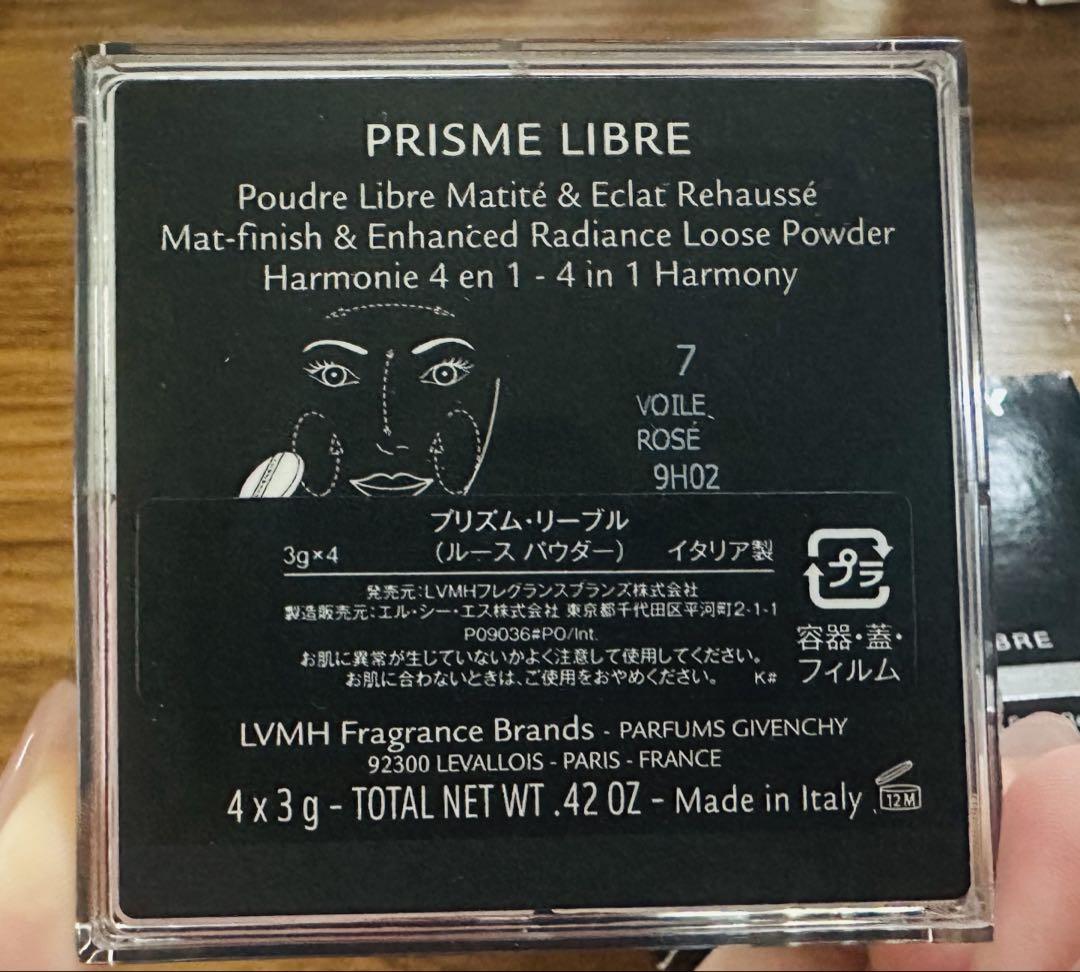 PRISME LIBRE
Poudre Libre Matité & Eclat Rehaussé
Mat-finish & Enhanced Radiance Loose Powder
Harmonie 4 en 1 - 4 in 1 Harmony
7
VOILE
ROSÉ
9H02
プリズム・リーブル
3g×4 （ルース パウダー） イタリア製
発売元:LVMHフレグランスブランズ株式会社
製造販売元:エル・シー・エス株式会社 東京都千代田区平河町2-1-1
P09036#PO/Int.
お肌に異常が生じていないかよく注意して使用してください。
お肌に合わないときは、ご使用をおやめください。 K#
プラ
容器・蓋・
フィルム
LVMH Fragrance Brands - PARFUMS GIVENCHY
92300 LEVALLOIS - PARIS - FRANCE
4 x 3 g - TOTAL NET WT .42 OZ - Made in Italy
12M
BRE